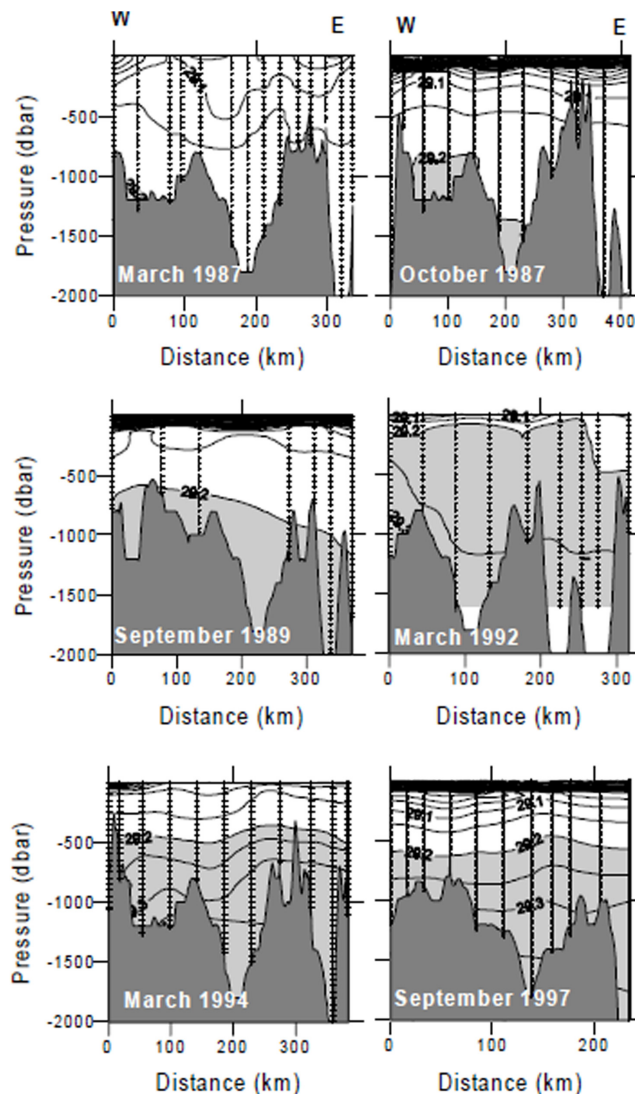 W E W E
Pressure (dbar)
-500
-1000
-1500
-2000
March 1987
0 100 200 300
Distance (km)
29.1
29.2
October 1987
0 100 200 300 400
Distance (km)
Pressure (dbar)
-500
-1000
-1500
-2000
29.2
September 1989
0 100 200 300
Distance (km)
29.1 29.1
29.2
March 1992
0 100 200 300
Distance (km)
Pressure (dbar)
-500
-1000
-1500
-2000
29.2
March 1994
0 100 200 300
Distance (km)
29.1 29.1
29.2 29.2
29.3
September 1997
0 100 200
Distance (km)